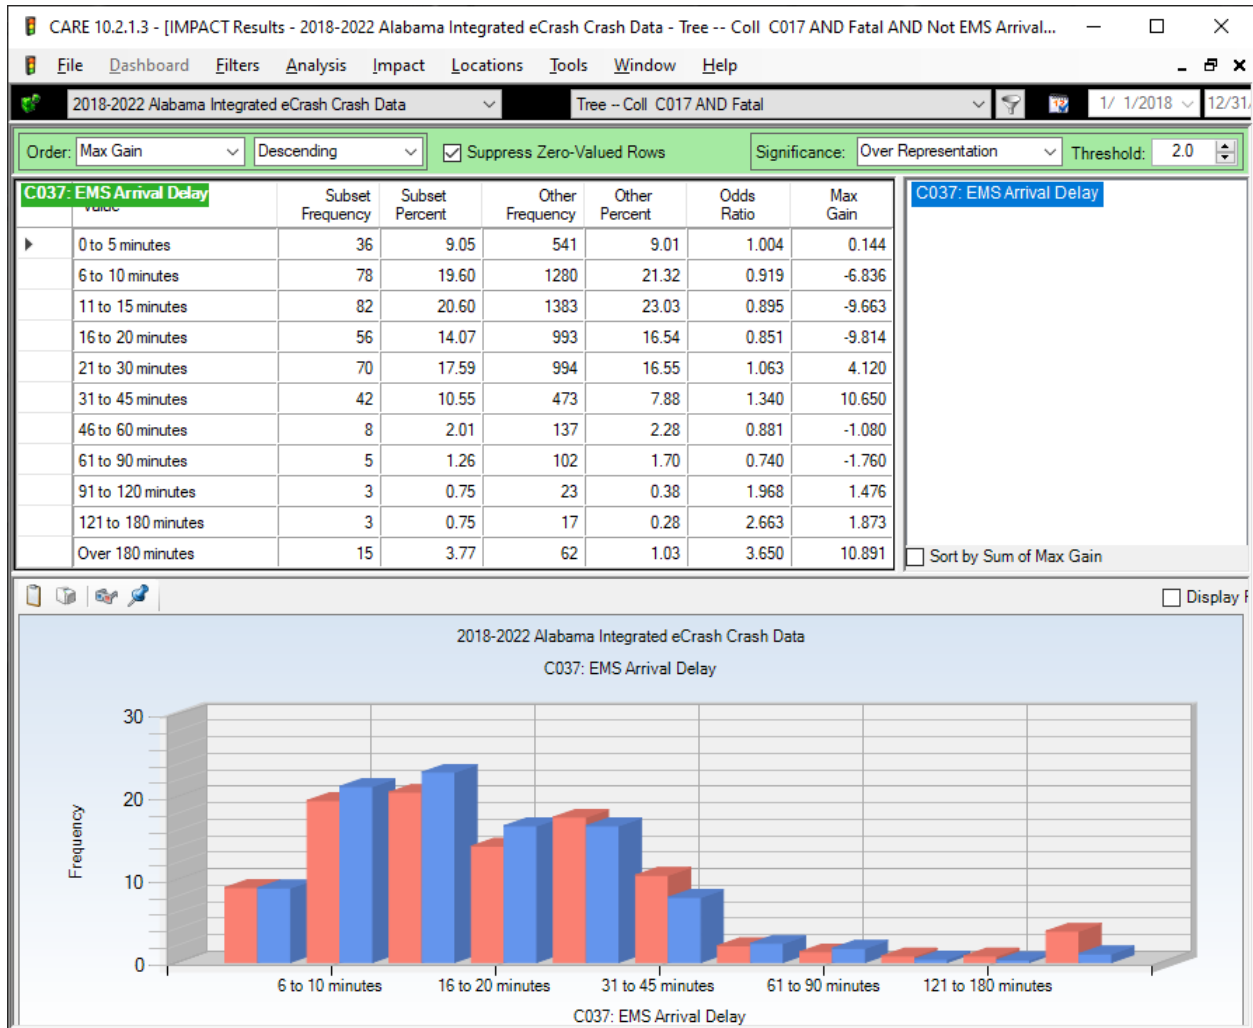 CARE 10.2.1.3 - [IMPACT Results - 2018-2022 Alabama Integrated eCrash Crash Data - Tree -- Coll C017 AND Fatal AND Not EMS Arrival...
File Dashboard Filters Analysis Impact Locations Tools Window Help
2018-2022 Alabama Integrated eCrash Crash Data Tree -- Coll C017 AND Fatal 1/ 1/2018 12/31/
Order: Max Gain Descending Suppress Zero-Valued Rows Significance: Over Representation Threshold: 2.0
C037: EMS Arrival Delay Subset Frequency Subset Percent Other Frequency Other Percent Odds Ratio Max Gain C037: EMS Arrival Delay
0 to 5 minutes 36 9.05 541 9.01 1.004 0.144
6 to 10 minutes 78 19.60 1280 21.32 0.919 -6.836
11 to 15 minutes 82 20.60 1383 23.03 0.895 -9.663
16 to 20 minutes 56 14.07 993 16.54 0.851 -9.814
21 to 30 minutes 70 17.59 994 16.55 1.063 4.120
31 to 45 minutes 42 10.55 473 7.88 1.340 10.650
46 to 60 minutes 8 2.01 137 2.28 0.881 -1.080
61 to 90 minutes 5 1.26 102 1.70 0.740 -1.760
91 to 120 minutes 3 0.75 23 0.38 1.968 1.476
121 to 180 minutes 3 0.75 17 0.28 2.663 1.873
Over 180 minutes 15 3.77 62 1.03 3.650 10.891
Sort by Sum of Max Gain
Display
2018-2022 Alabama Integrated eCrash Crash Data
C037: EMS Arrival Delay
30
20
10
0
Frequency
6 to 10 minutes 16 to 20 minutes 31 to 45 minutes 61 to 90 minutes 121 to 180 minutes
C037: EMS Arrival Delay